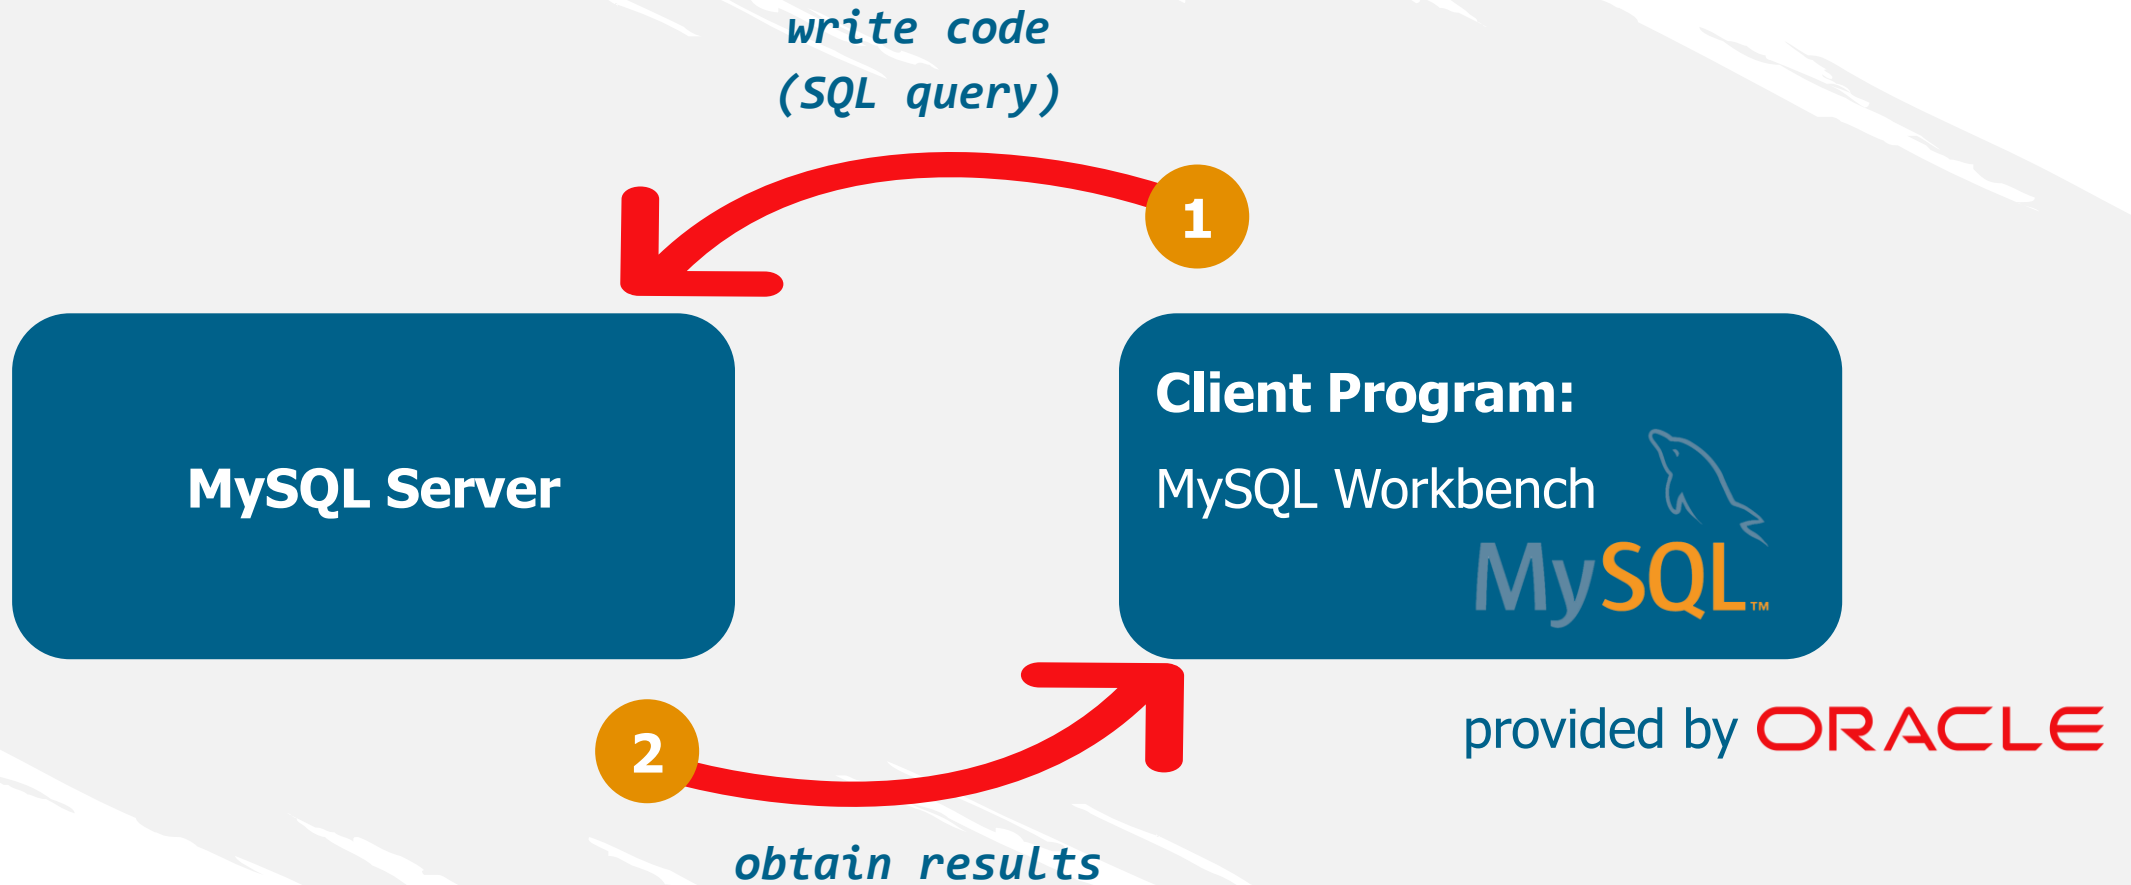 write code
(SQL query)
1
MySQL Server
Client Program:
MySQL Workbench
MySQL™
provided by ORACLE
2
obtain results